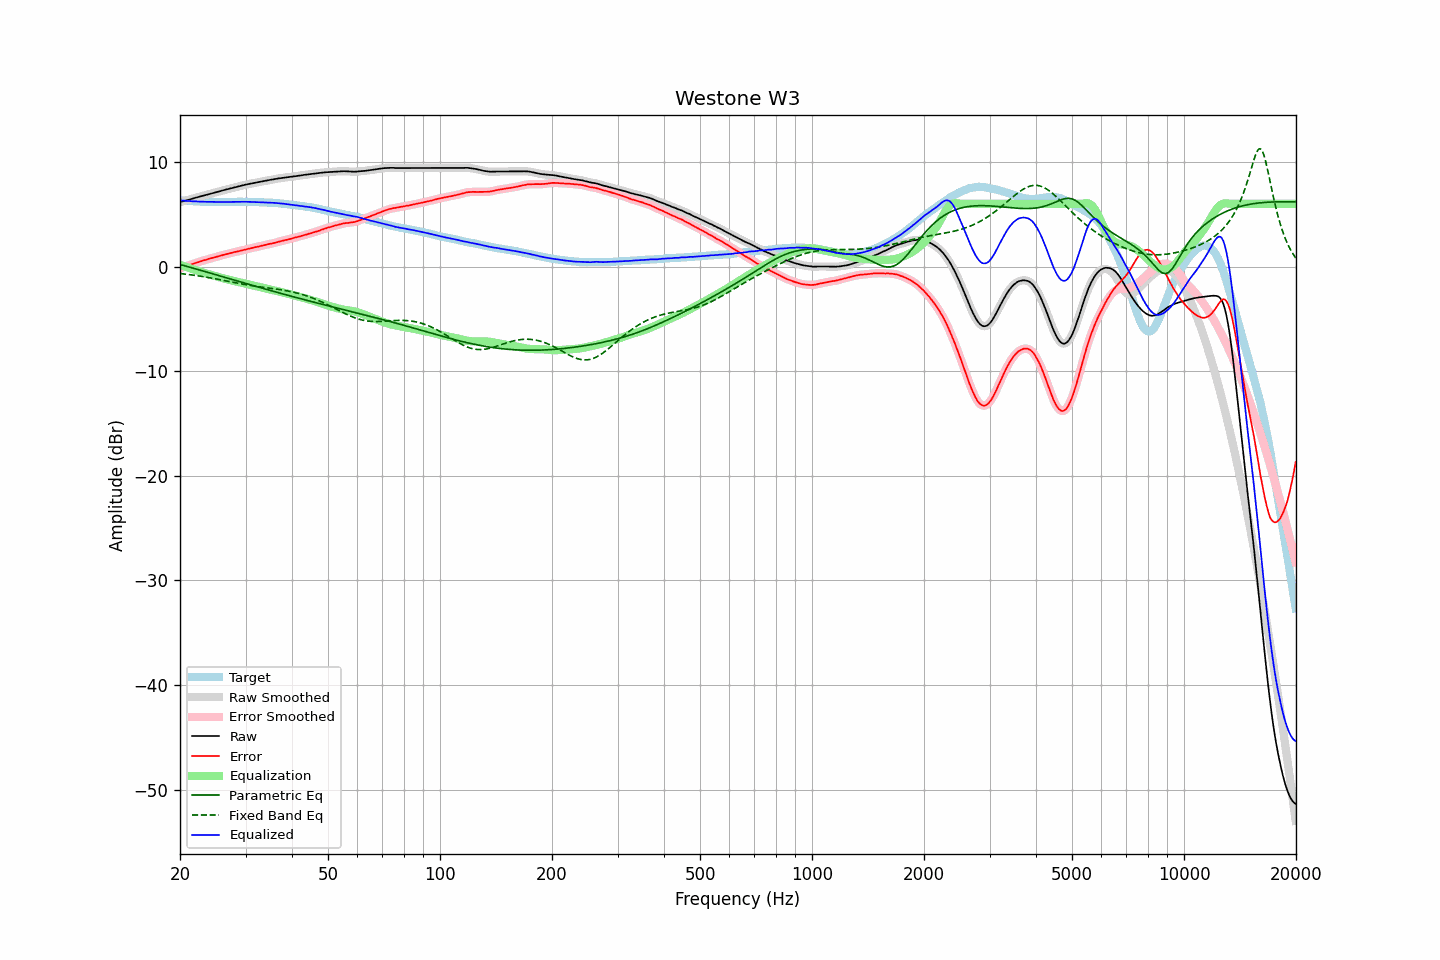 Westone W3
10
0
−10
−20
−30
−40
−50
Amplitude (dBr)
Target
Raw Smoothed
Error Smoothed
Raw
Error
Equalization
Parametric Eq
Fixed Band Eq
Equalized
20 50 100 200 500 1000 2000 5000 10000 20000
Frequency (Hz)